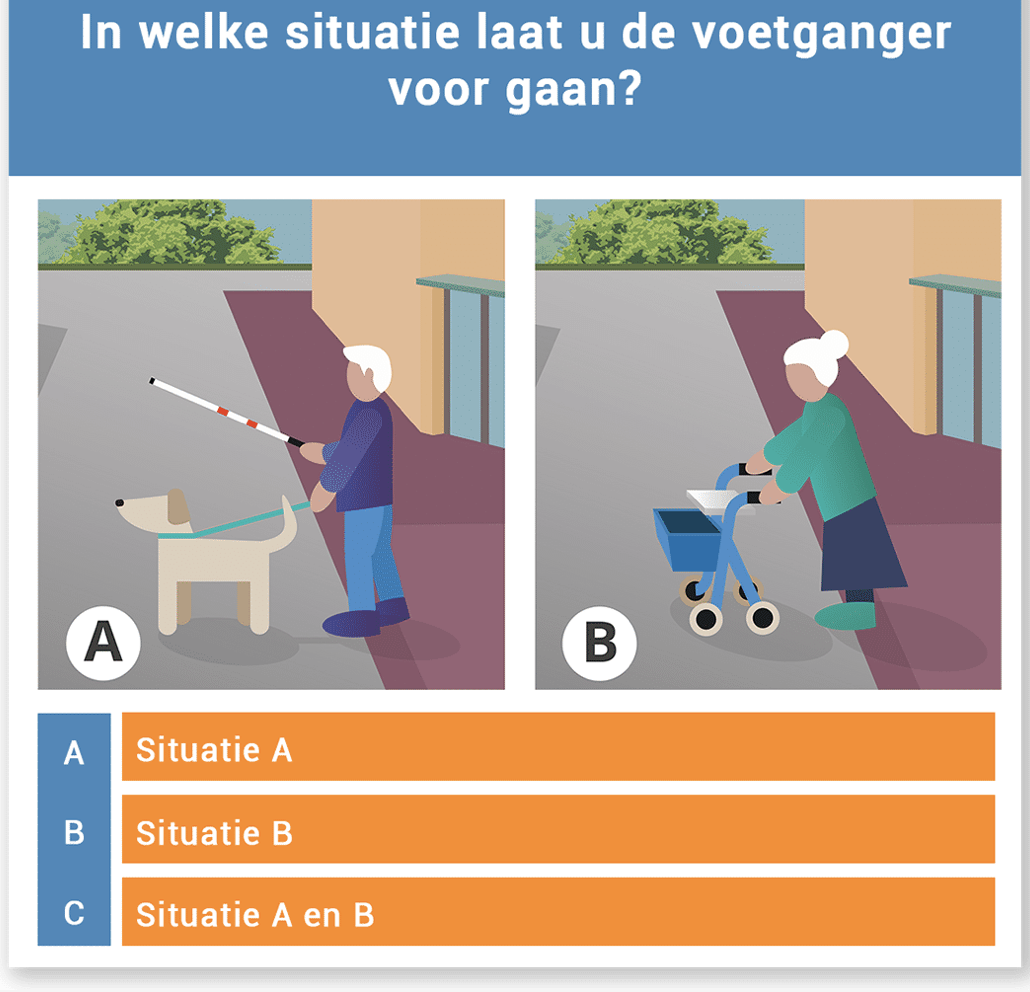 In welke situatie laat u de voetganger
voor gaan?
A
B
A Situatie A
B Situatie B
C Situatie A en B